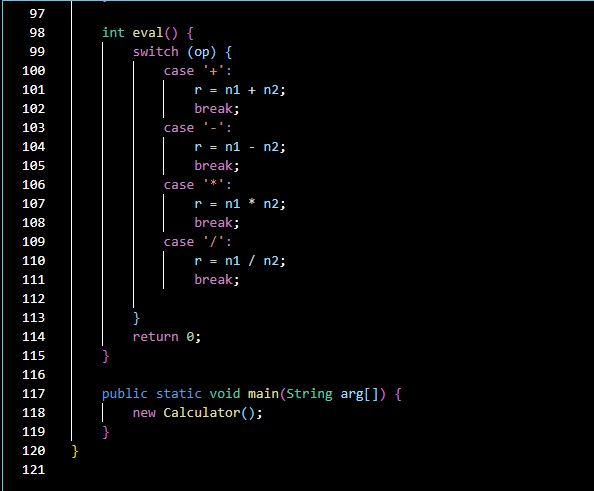 97
98 int eval() {
99 switch (op) {
100 case '+':
101 r = n1 + n2;
102 break;
103 case '-':
104 r = n1 - n2;
105 break;
106 case '*':
107 r = n1 * n2;
108 break;
109 case '/':
110 r = n1 / n2;
111 break;
112
113 }
114 return 0;
115 }
116
117 public static void main(String arg[]) {
118 new Calculator();
119 }
120 }
121